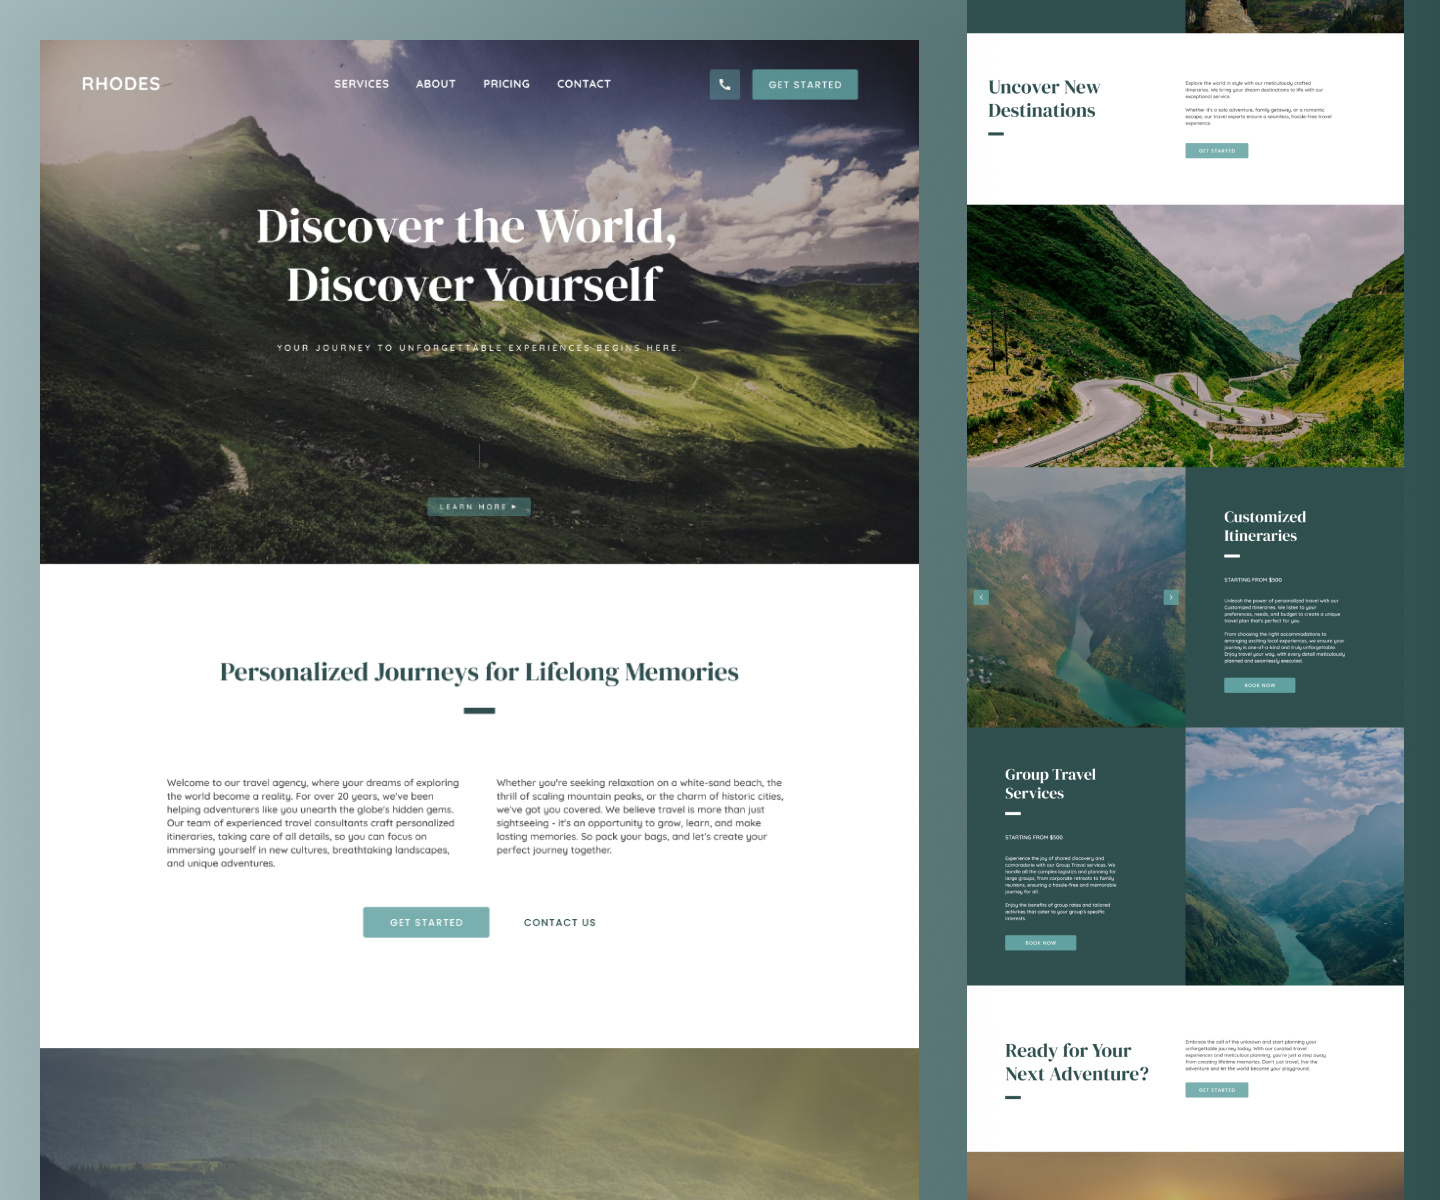 RHODES
SERVICES ABOUT PRICING CONTACT
GET STARTED
Discover the World,
Discover Yourself
YOUR JOURNEY TO UNFORGETTABLE EXPERIENCES BEGINS HERE.
LEARN MORE ▸
Personalized Journeys for Lifelong Memories
Welcome to our travel agency, where your dreams of exploring
the world become a reality. For over 20 years, we've been
helping adventurers like you unearth the globe's hidden gems.
Our team of experienced travel consultants craft personalized
itineraries, taking care of all details, so you can focus on
immersing yourself in new cultures, breathtaking landscapes,
and unique adventures.
Whether you're seeking relaxation on a white-sand beach, the
thrill of scaling mountain peaks, or the charm of historic cities,
we've got you covered. We believe travel is more than just
sightseeing - it's an opportunity to grow, learn, and make
lasting memories. So pack your bags, and let's create your
perfect journey together.
GET STARTED
CONTACT US
Uncover New
Destinations
Explore the world in style with our meticulously crafted
itineraries. We bring your dream destinations to life with our
exceptional service.
Whether it's a solo adventure, family getaway, or a romantic
escape, our travel experts ensure a seamless, hassle-free travel
experience.
GET STARTED
Customized
Itineraries
STARTING FROM $500
Unleash the power of personalized travel with our
Customized Itineraries. We listen to your
preferences, needs, and budget to create a unique
travel plan that's perfect for you.
From choosing the right accommodations to
arranging exciting local experiences, we ensure your
journey is one-of-a-kind and truly unforgettable.
Enjoy travel your way, with every detail meticulously
planned and seamlessly executed.
BOOK NOW
Group Travel
Services
STARTING FROM $500
Experience the joy of shared discovery and
camaraderie with our Group Travel services. We
handle all the complex logistics and planning for
large groups, from corporate retreats to family
reunions, ensuring a hassle-free and memorable
journey for all.
Enjoy the benefits of group rates and tailored
activities that cater to your group's specific
interests.
BOOK NOW
Ready for Your
Next Adventure?
Embrace the call of the unknown and start planning your
unforgettable journey today. With our curated travel
experiences and meticulous planning, you're just a step away
from creating lifetime memories. Don't just travel, live the
adventure and let the world become your playground.
GET STARTED